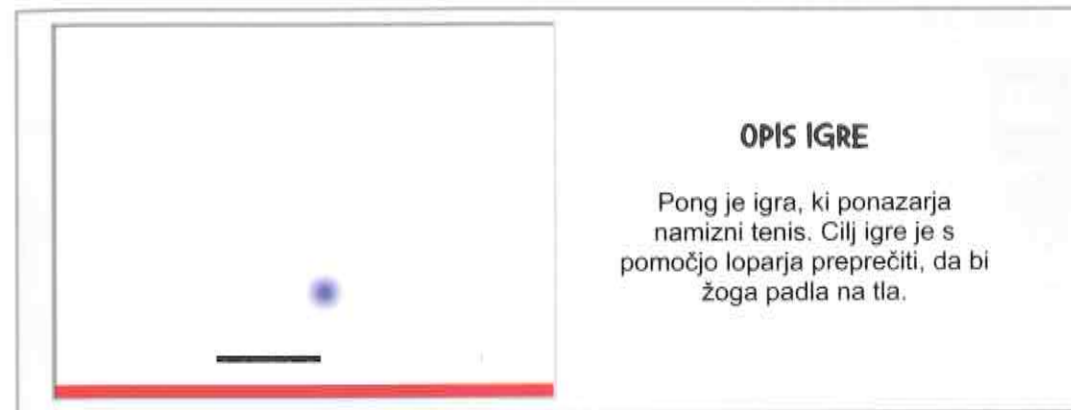 OPIS IGRE
Pong je igra, ki ponazarja
namizni tenis. Cilj igre je s
pomočjo loparja preprečiti, da bi
žoga padla na tla.